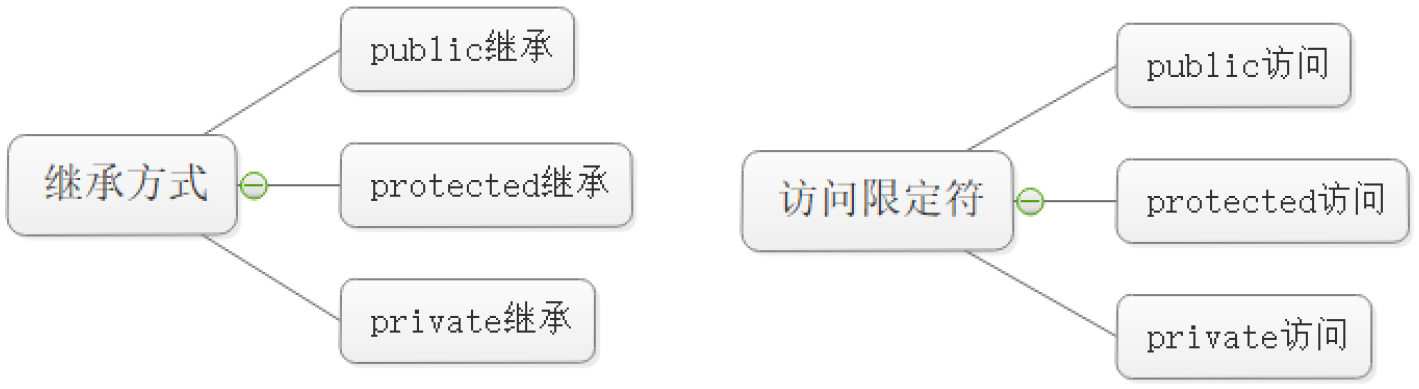 继承方式
public继承
protected继承
private继承
访问限定符
public访问
protected访问
private访问